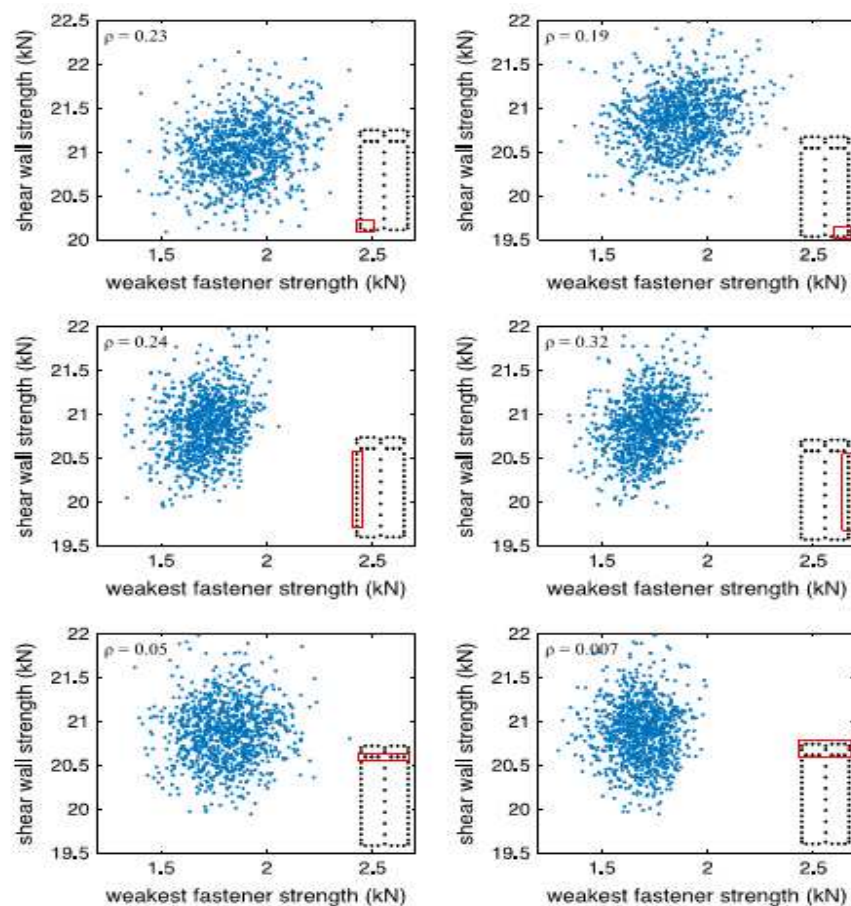 ρ = 0.23
22.5
22
21.5
21
20.5
20
shear wall strength (kN)
1.5 2 2.5
weakest fastener strength (kN)
ρ = 0.19
22
21.5
21
20.5
20
19.5
shear wall strength (kN)
1.5 2 2.5
weakest fastener strength (kN)
ρ = 0.24
22
21.5
21
20.5
20
19.5
shear wall strength (kN)
1.5 2 2.5
weakest fastener strength (kN)
ρ = 0.32
22
21.5
21
20.5
20
19.5
shear wall strength (kN)
1.5 2 2.5
weakest fastener strength (kN)
ρ = 0.05
22
21.5
21
20.5
20
19.5
shear wall strength (kN)
1.5 2 2.5
weakest fastener strength (kN)
ρ = 0.007
22
21.5
21
20.5
20
19.5
shear wall strength (kN)
1.5 2 2.5
weakest fastener strength (kN)